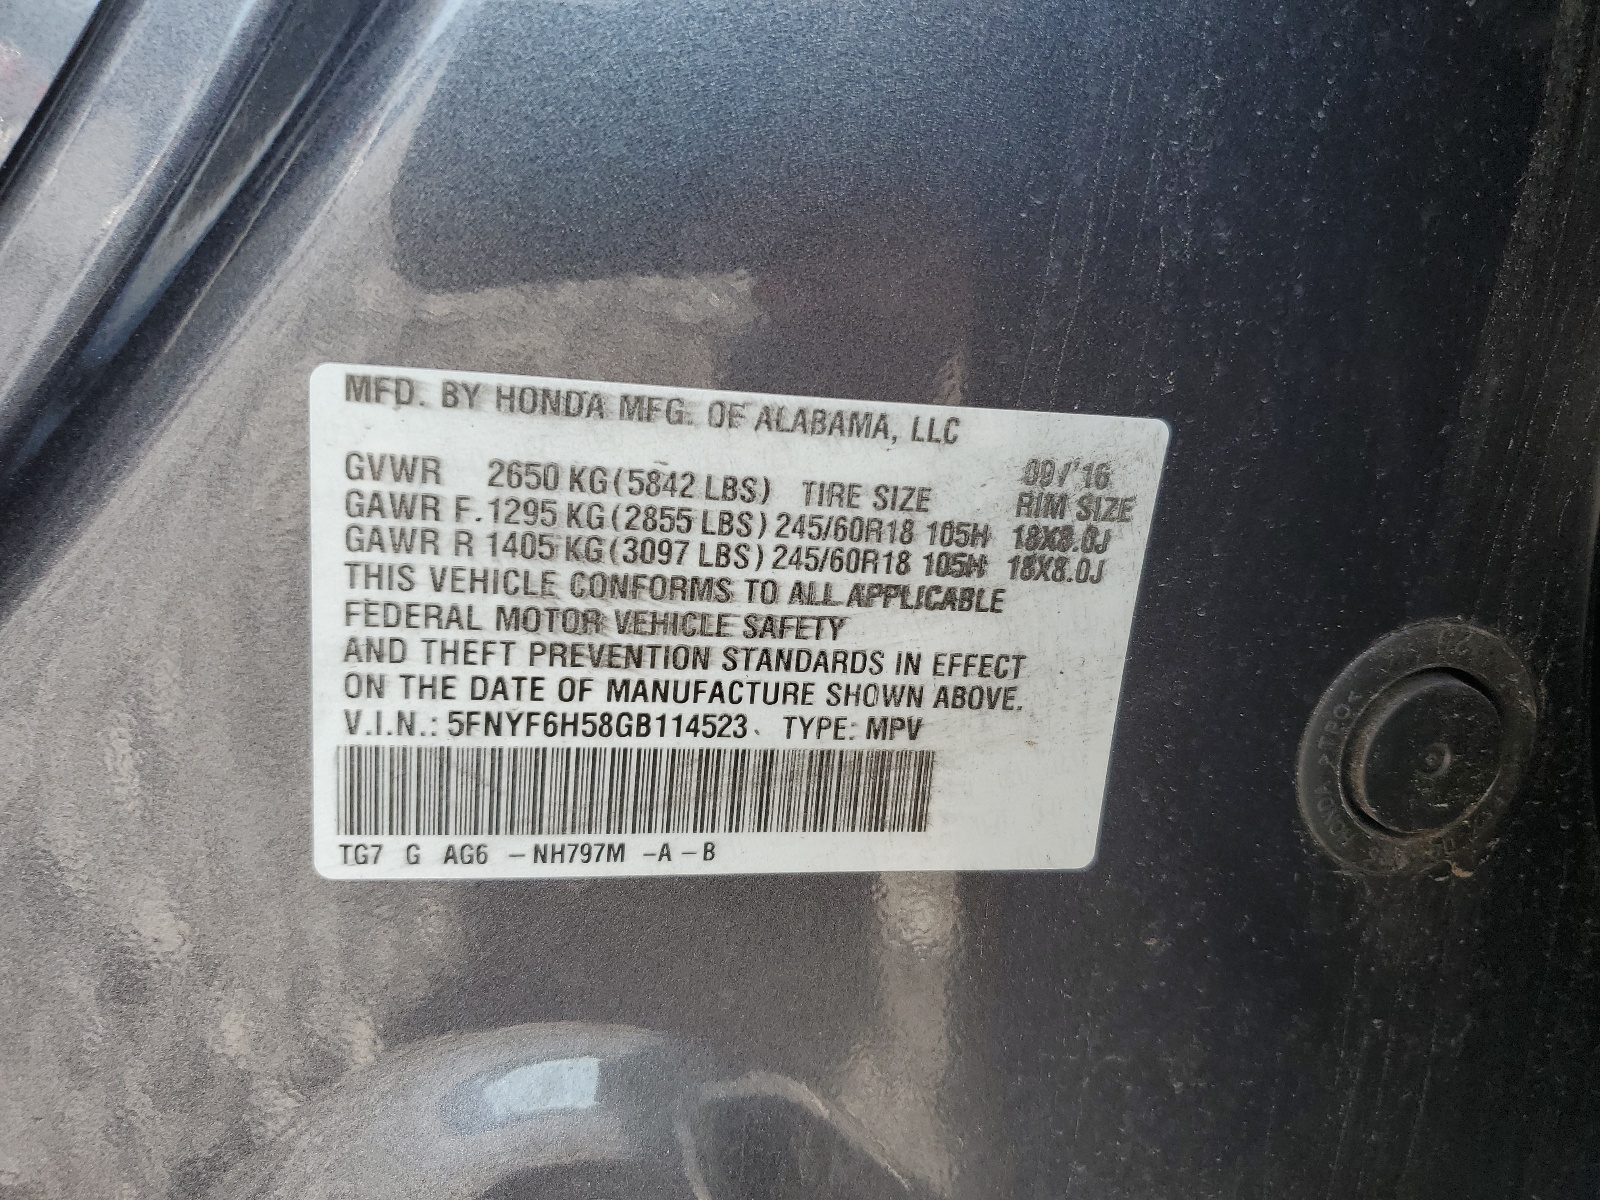 MFD. BY HONDA MFG. OF ALABAMA, LLC
GVWR 2650 KG (5842 LBS) TIRE SIZE 09/'16 RIM SIZE
GAWR F. 1295 KG (2855 LBS) 245/60R18 105H 18X8.0J
GAWR R 1405 KG (3097 LBS) 245/60R18 105H 18X8.0J
THIS VEHICLE CONFORMS TO ALL APPLICABLE
FEDERAL MOTOR VEHICLE SAFETY
AND THEFT PREVENTION STANDARDS IN EFFECT
ON THE DATE OF MANUFACTURE SHOWN ABOVE.
V.I.N.: 5FNYF6H58GB114523 TYPE: MPV
TG7 G AG6 -NH797M -A -B
HONDA